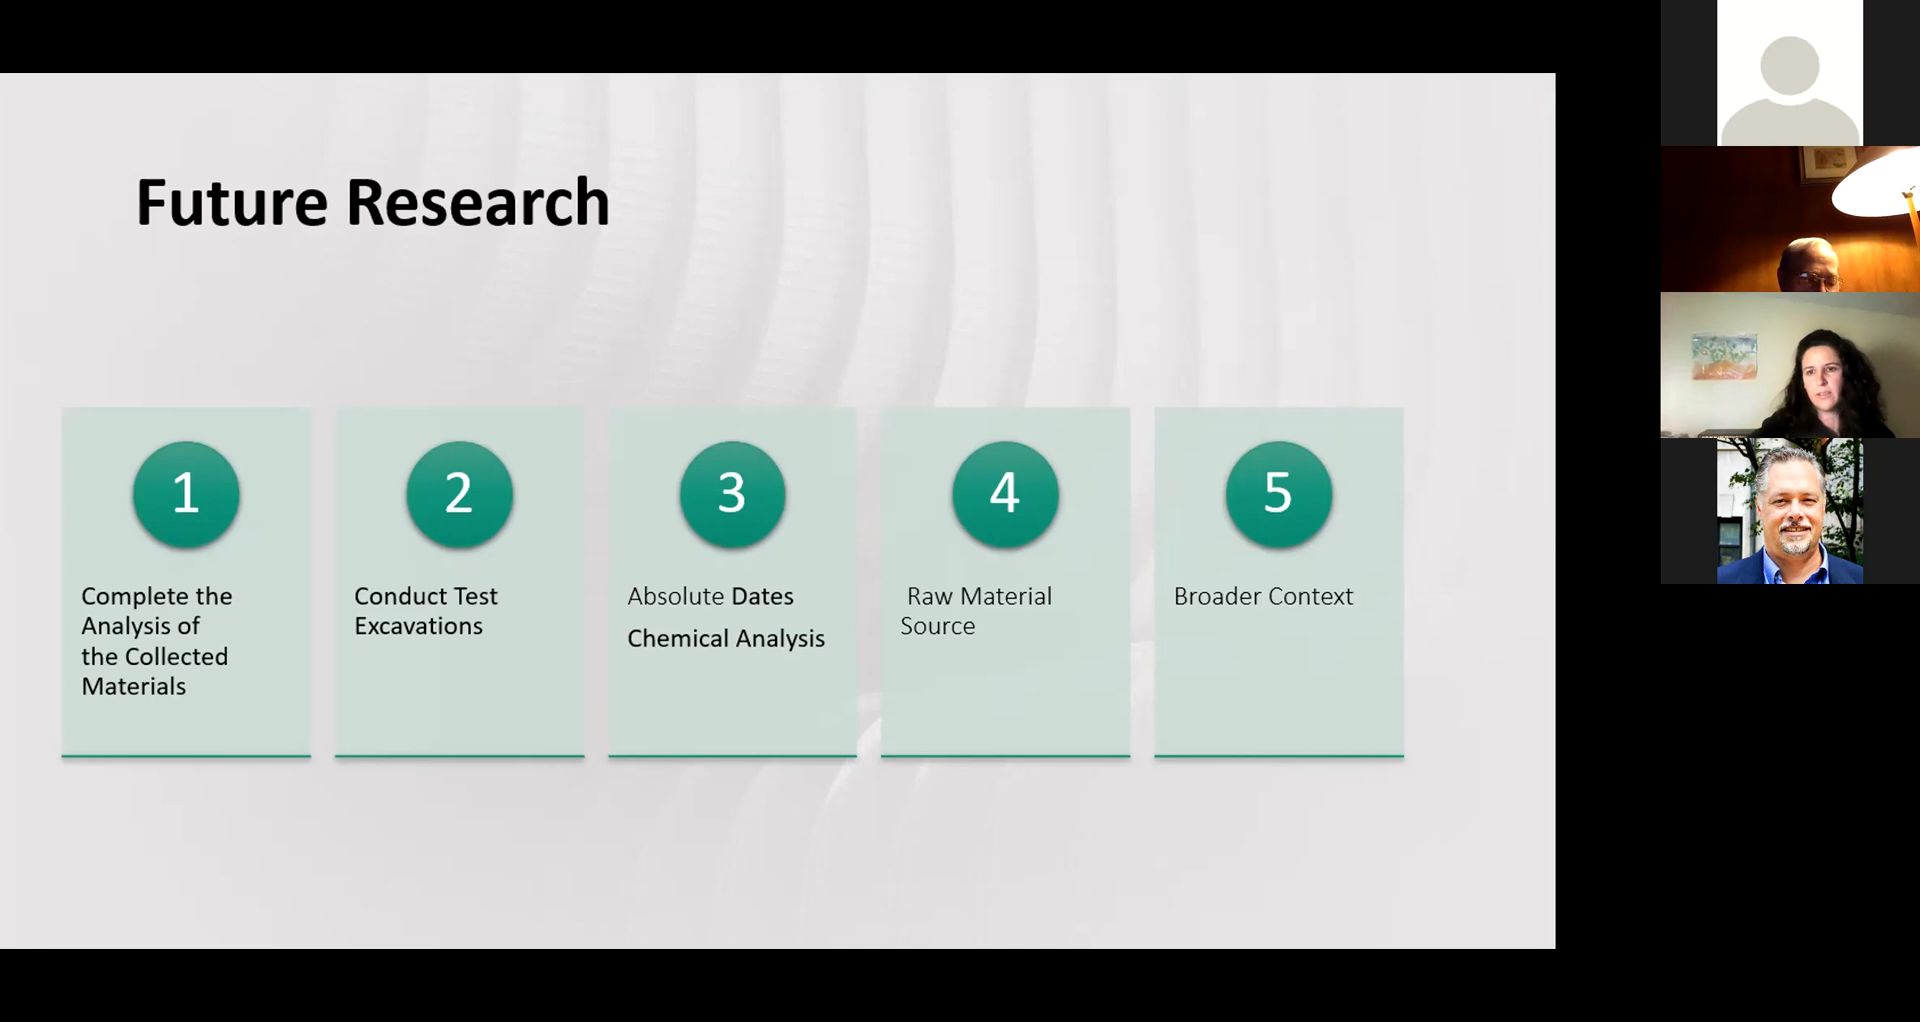 Future Research
1
Complete the
Analysis of
the Collected
Materials
2
Conduct Test
Excavations
3
Absolute Dates
Chemical Analysis
4
Raw Material
Source
5
Broader Context